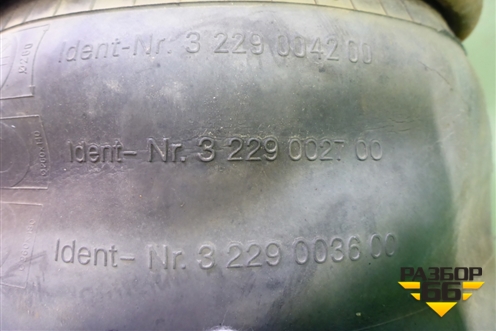 Ident-Nr. 3 229 0042 00
Ident- Nr. 3 229 0027 00
Ident- Nr. 3 229 0036 00
РАЗБОР
66